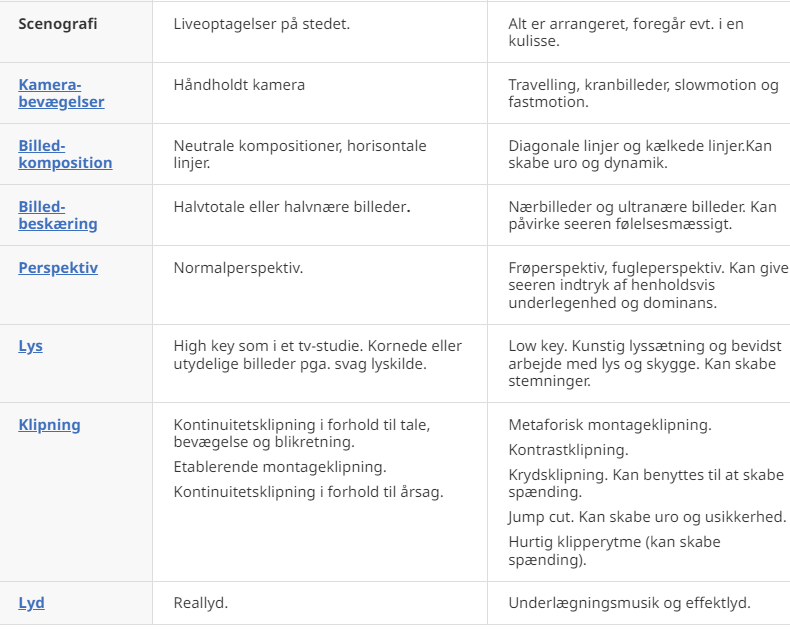 Scenografi
Liveoptagelser på stedet.
Alt er arrangeret, foregår evt. i en
kulisse.
Kamera-
bevægelser
Håndholdt kamera
Travelling, kranbilleder, slowmotion og
fastmotion.
Billed-
komposition
Neutrale kompositioner, horisontale
linjer.
Diagonale linjer og kælkede linjer.Kan
skabe uro og dynamik.
Billed-
beskæring
Halvtotale eller halvnære billeder.
Nærbilleder og ultranære billeder. Kan
påvirke seeren følelsesmæssigt.
Perspektiv
Normalperspektiv.
Frøperspektiv, fugleperspektiv. Kan give
seeren indtryk af henholdsvis
underlegenhed og dominans.
Lys
High key som i et tv-studie. Kornede eller
utydelige billeder pga. svag lyskilde.
Low key. Kunstig lyssætning og bevidst
arbejde med lys og skygge. Kan skabe
stemninger.
Klipning
Kontinuitetsklipning i forhold til tale,
bevægelse og blikretning.
Etablerende montageklipning.
Kontinuitetsklipning i forhold til årsag.
Metaforisk montageklipning.
Kontrastklipning.
Krydsklipning. Kan benyttes til at skabe
spænding.
Jump cut. Kan skabe uro og usikkerhed.
Hurtig klipperytme (kan skabe
spænding).
Lyd
Reallyd.
Underlægningsmusik og effektlyd.